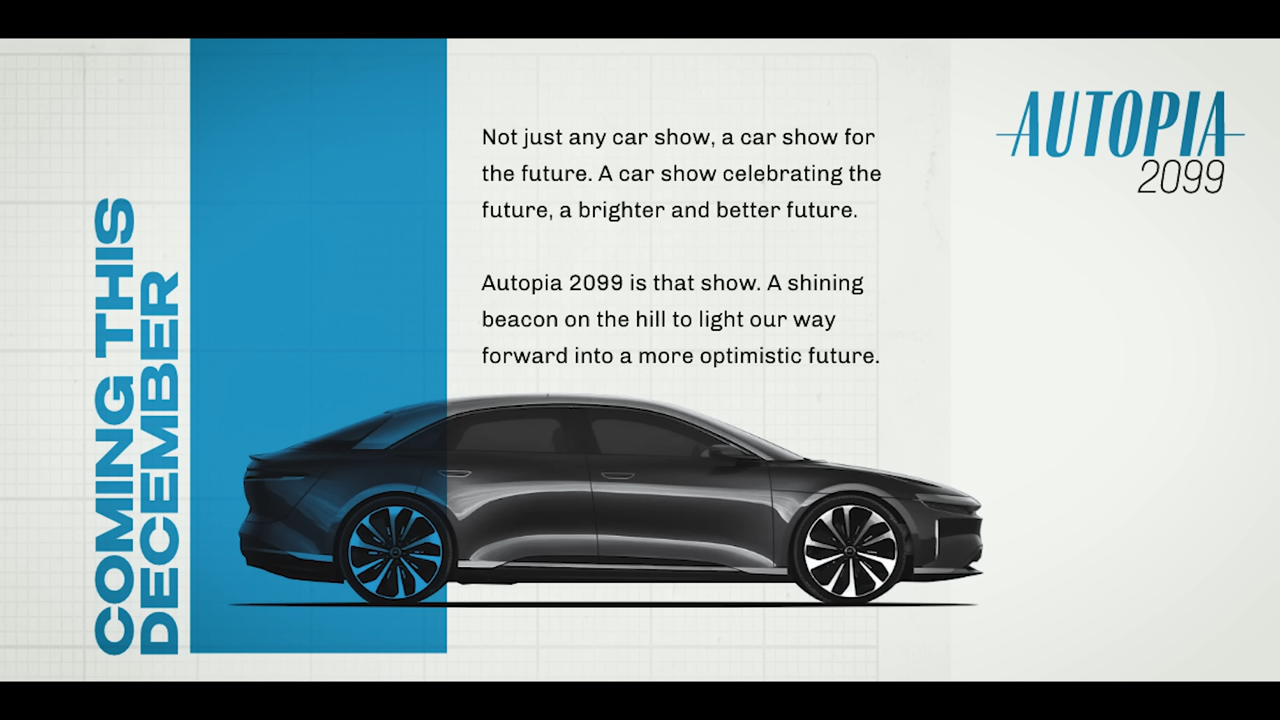 COMING THIS
DECEMBER
Not just any car show, a car show for
the future. A car show celebrating the
future, a brighter and better future.
Autopia 2099 is that show. A shining
beacon on the hill to light our way
forward into a more optimistic future.
AUTOPIA
2099